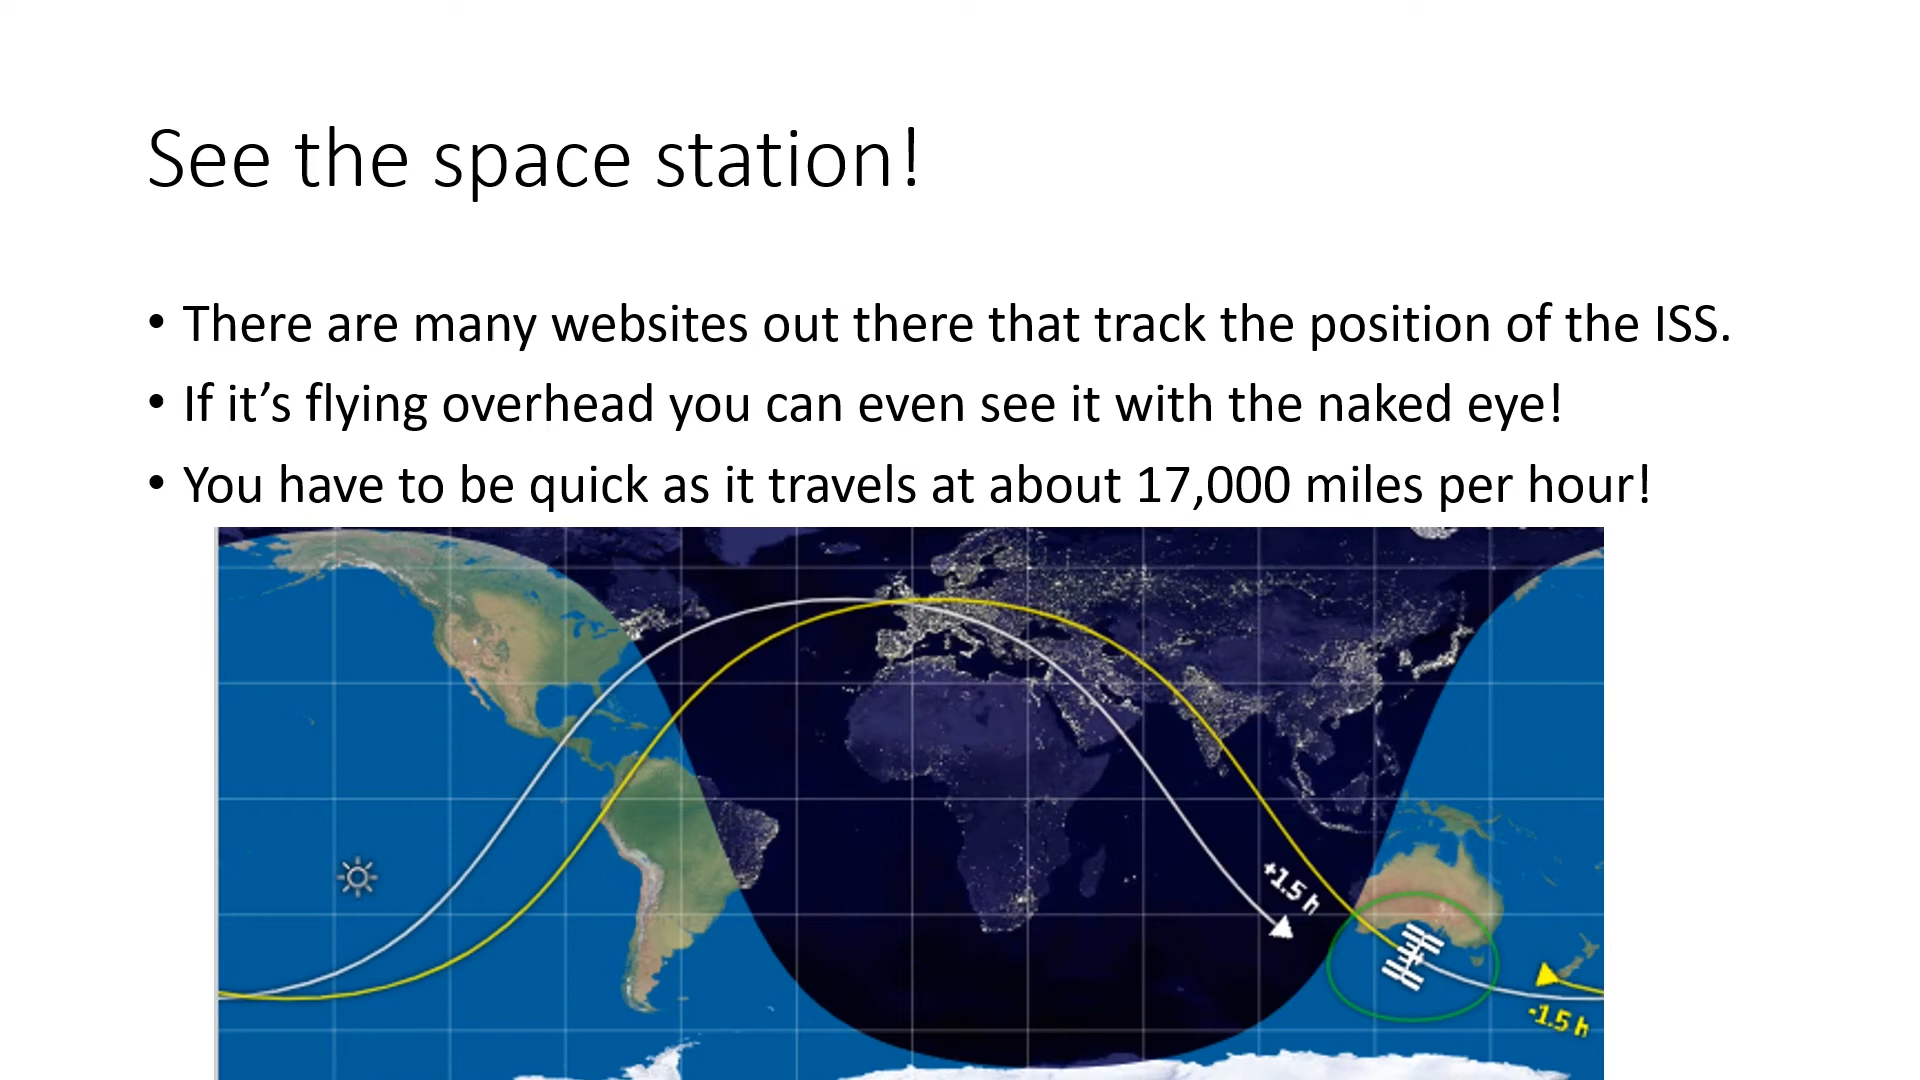 See the space station!
• There are many websites out there that track the position of the ISS.
• If it’s flying overhead you can even see it with the naked eye!
• You have to be quick as it travels at about 17,000 miles per hour!
+1.5 h
-1.5 h